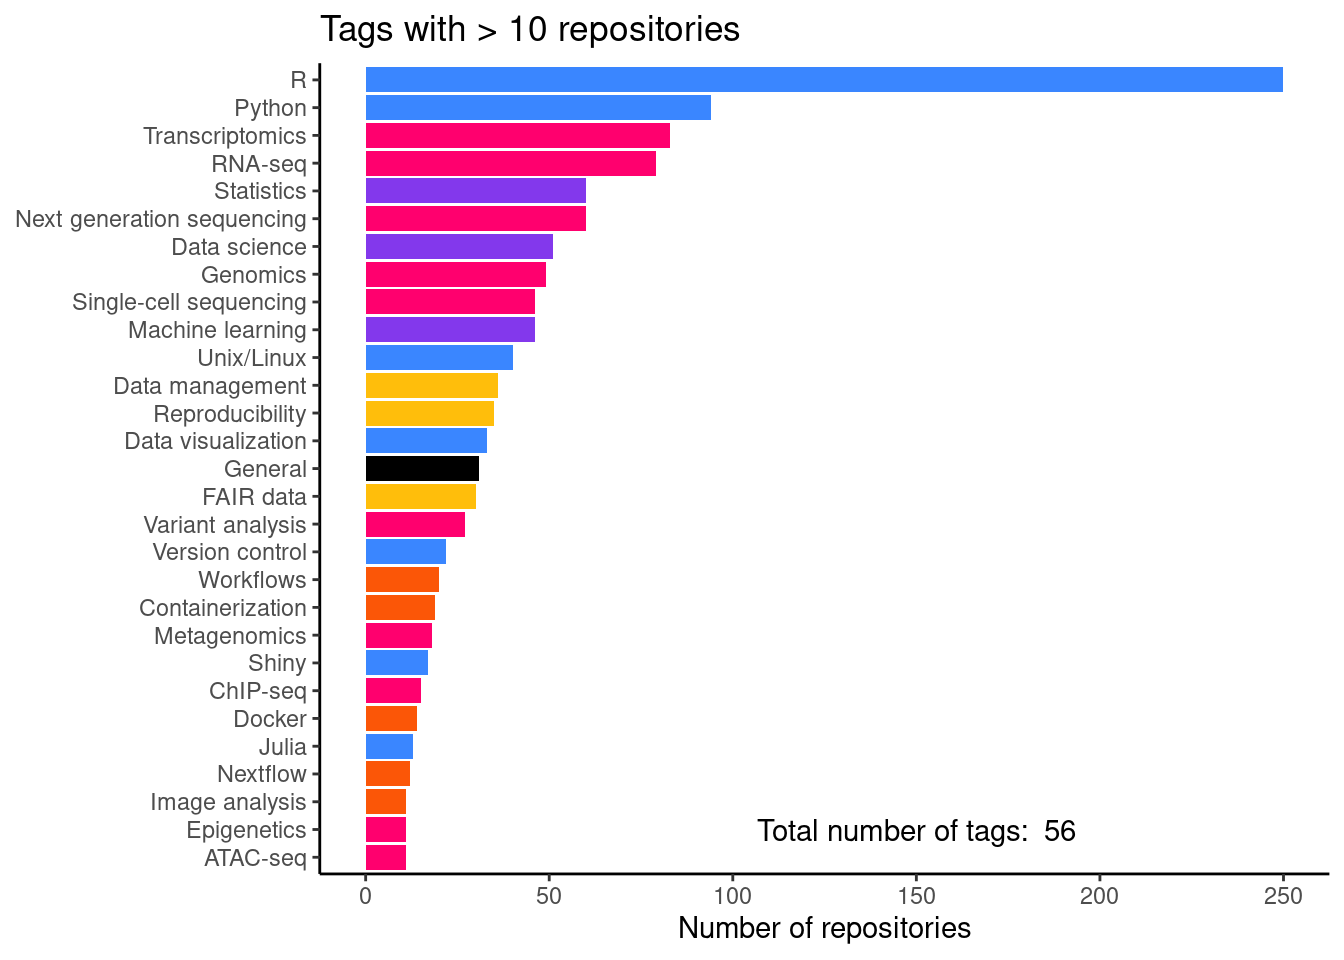 Tags with > 10 repositories
R
Python
Transcriptomics
RNA-seq
Statistics
Next generation sequencing
Data science
Genomics
Single-cell sequencing
Machine learning
Unix/Linux
Data management
Reproducibility
Data visualization
General
FAIR data
Variant analysis
Version control
Workflows
Containerization
Metagenomics
Shiny
ChIP-seq
Docker
Julia
Nextflow
Image analysis
Epigenetics
ATAC-seq
Total number of tags:  56
0 50 100 150 200 250
Number of repositories